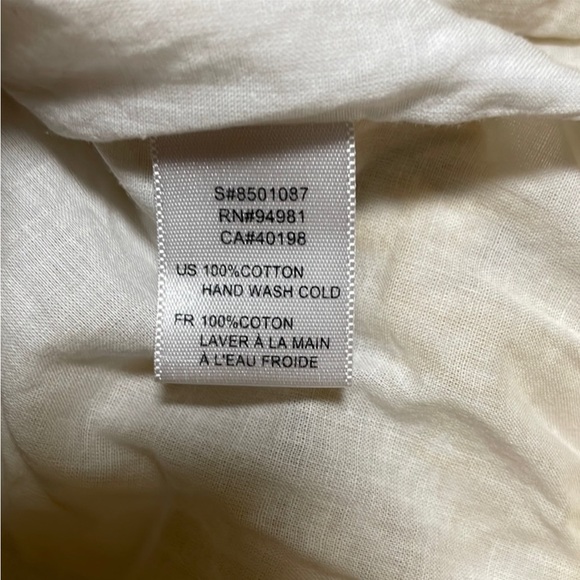 S#8501087
RN#94981
CA#40198
US 100%COTTON
HAND WASH COLD
FR 100%COTON
LAVER À LA MAIN
À L'EAU FROIDE